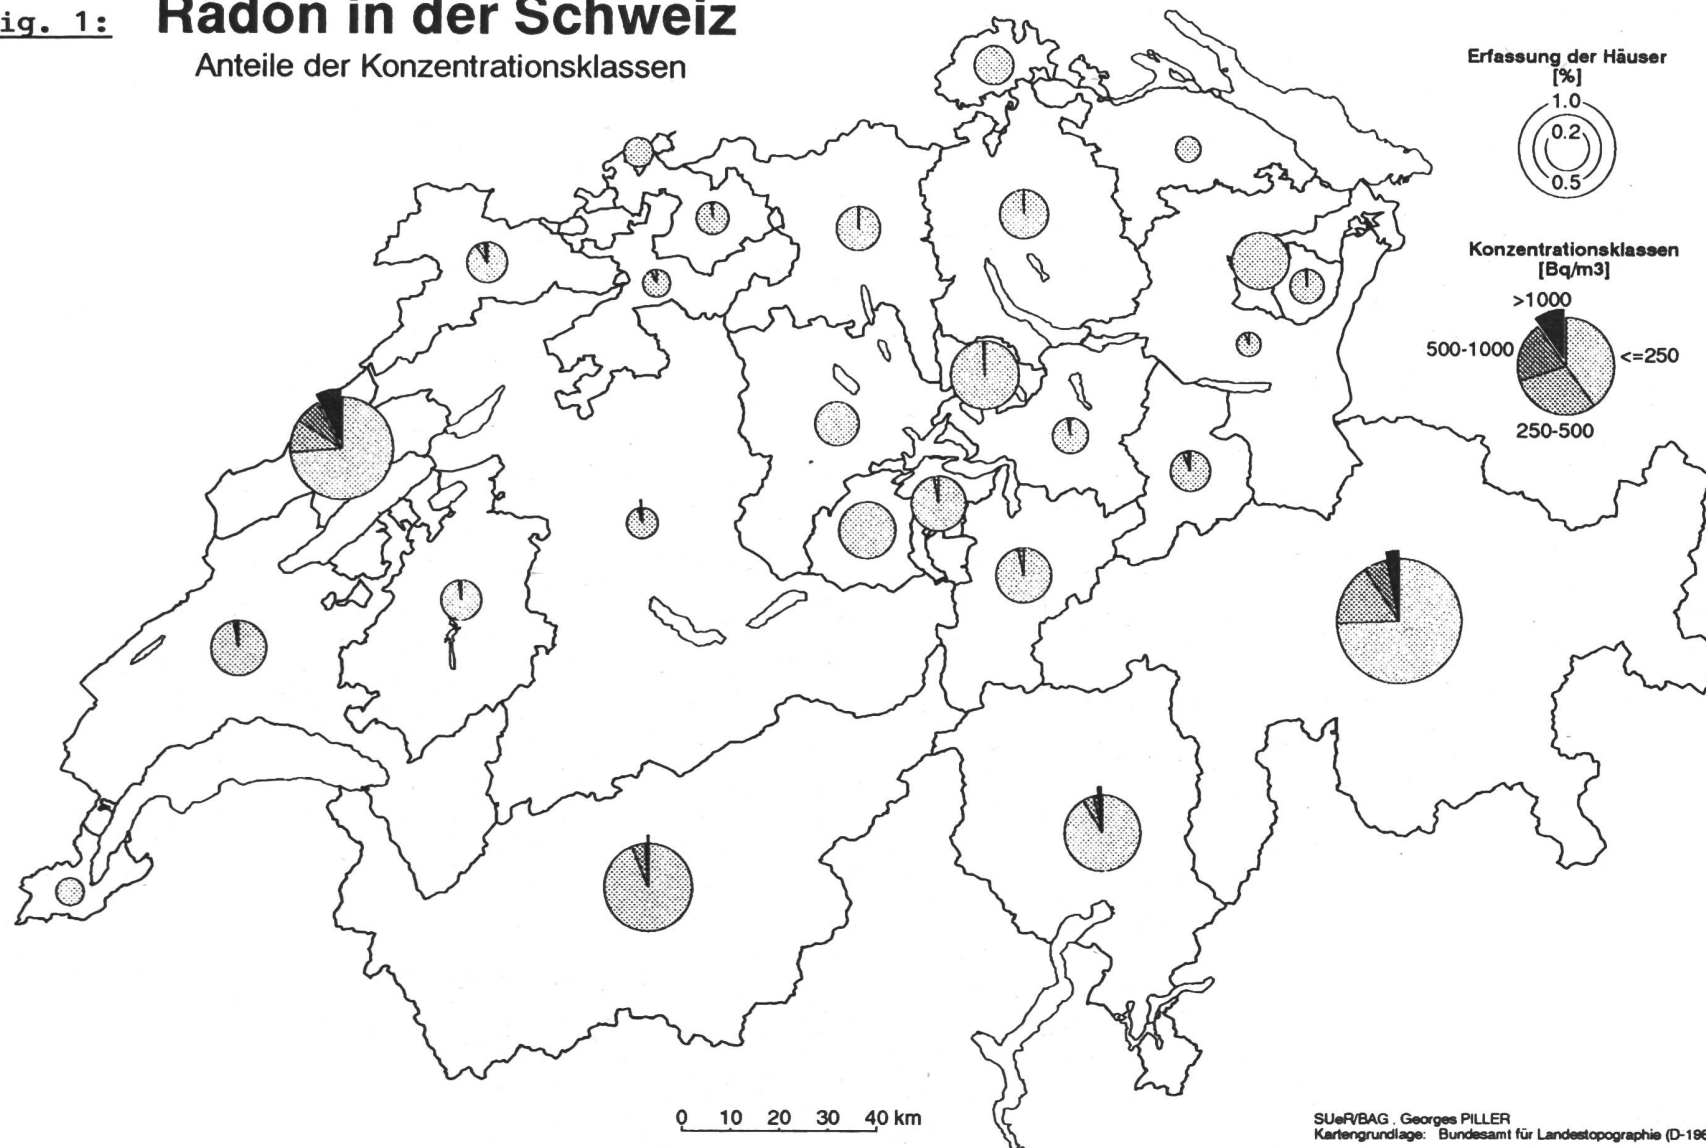 ig. 1: Radon in der Schweiz
Anteile der Konzentrationsklassen
Erfassung der Häuser
[%]
1.0
0.2
0.5
Konzentrationsklassen
[Bq/m3]
>1000
500-1000
<=250
250-500
0 10 20 30 40 km
SUeR/BAG . Georges PILLER
Kartengrundlage: Bundesamt für Landestopographie (D-198